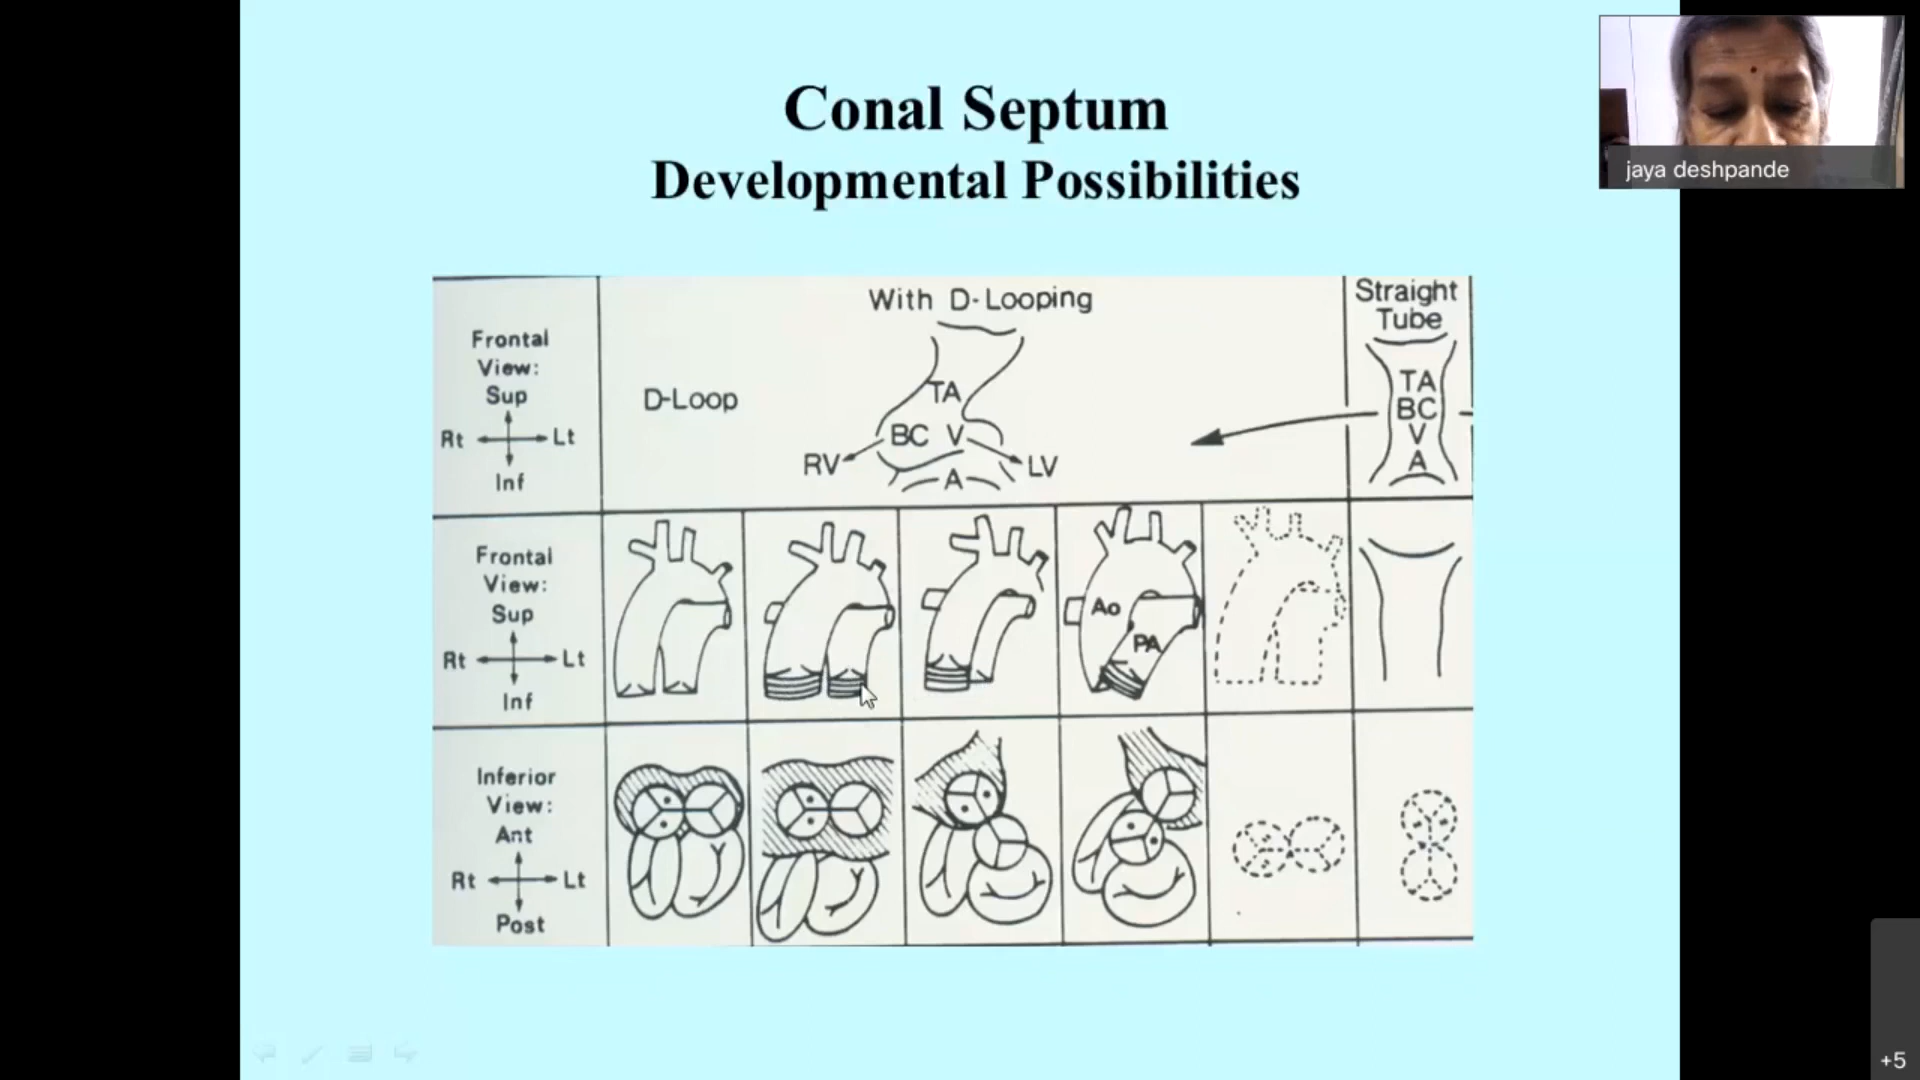 Conal Septum
Developmental Possibilities
jaya deshpande
With D-Looping
Straight
Tube
Frontal
View:
Sup
Rt
Lt
Inf
D-Loop
TA
BC V
RV
LV
A
TA
BC
V
A
Frontal
View:
Sup
Rt
Lt
Inf
Ao
PA
Inferior
View:
Ant
Rt
Lt
Post
+5